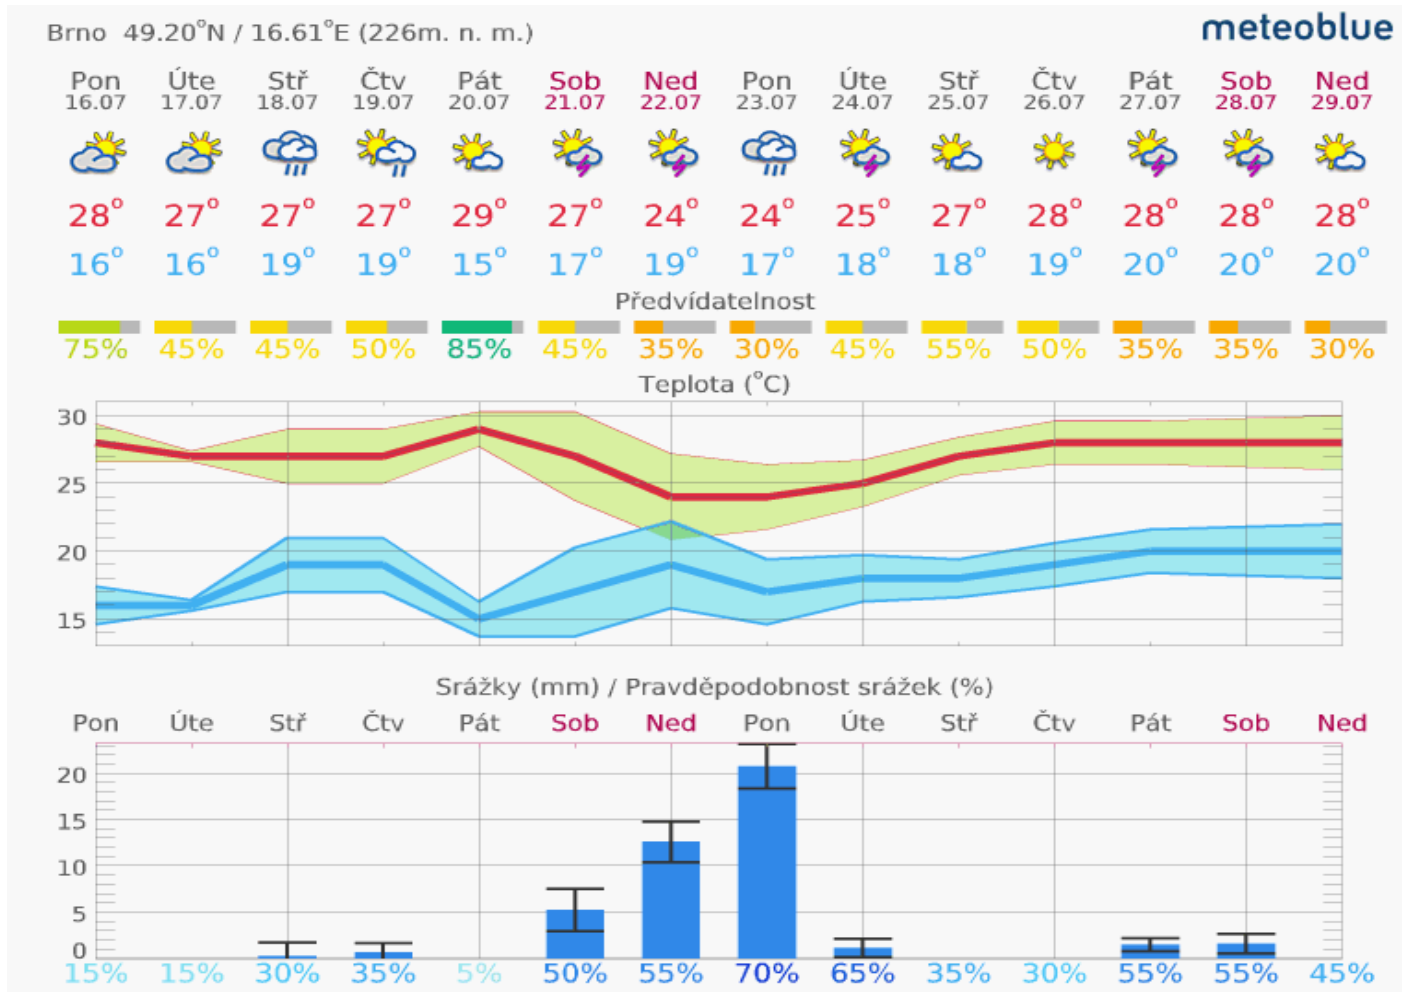 Brno 49.20°N / 16.61°E (226m. n. m.)
meteoblue
Pon Úte Stř Čtv Pát Sob Ned Pon Úte Stř Čtv Pát Sob Ned
16.07 17.07 18.07 19.07 20.07 21.07 22.07 23.07 24.07 25.07 26.07 27.07 28.07 29.07
28° 27° 27° 27° 29° 27° 24° 24° 25° 27° 28° 28° 28° 28°
16° 16° 19° 19° 15° 17° 19° 17° 18° 18° 19° 20° 20° 20°
Předvídatelnost
75% 45% 45% 50% 85% 45% 35% 30% 45% 55% 50% 35% 35% 30%
Teplota (°C)
30
25
20
15
Srážky (mm) / Pravděpodobnost srážek (%)
Pon Úte Stř Čtv Pát Sob Ned Pon Úte Stř Čtv Pát Sob Ned
20
15
10
5
0
15% 15% 30% 35% 5% 50% 55% 70% 65% 35% 30% 55% 55% 45%